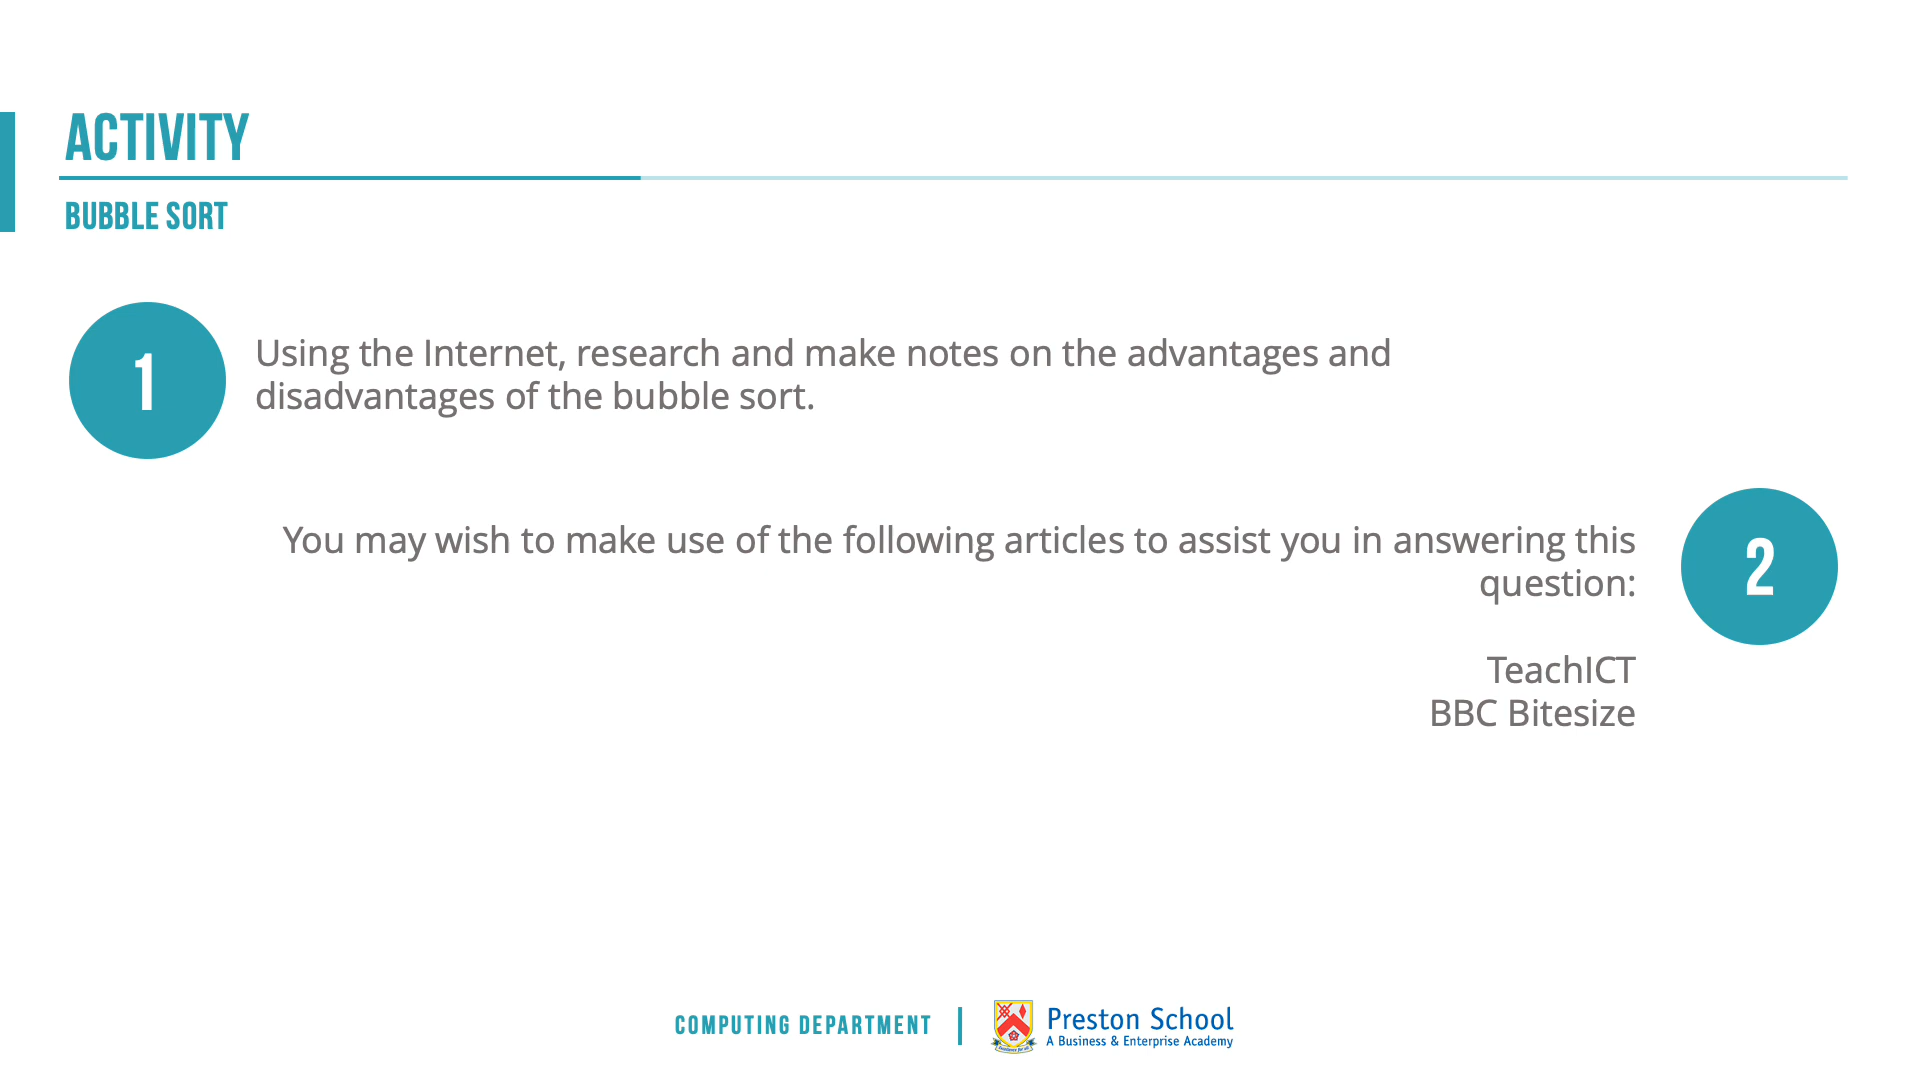 ACTIVITY
BUBBLE SORT
1
Using the Internet, research and make notes on the advantages and
disadvantages of the bubble sort.
You may wish to make use of the following articles to assist you in answering this
question:
2
TeachICT
BBC Bitesize
COMPUTING DEPARTMENT
Preston School
A Business & Enterprise Academy